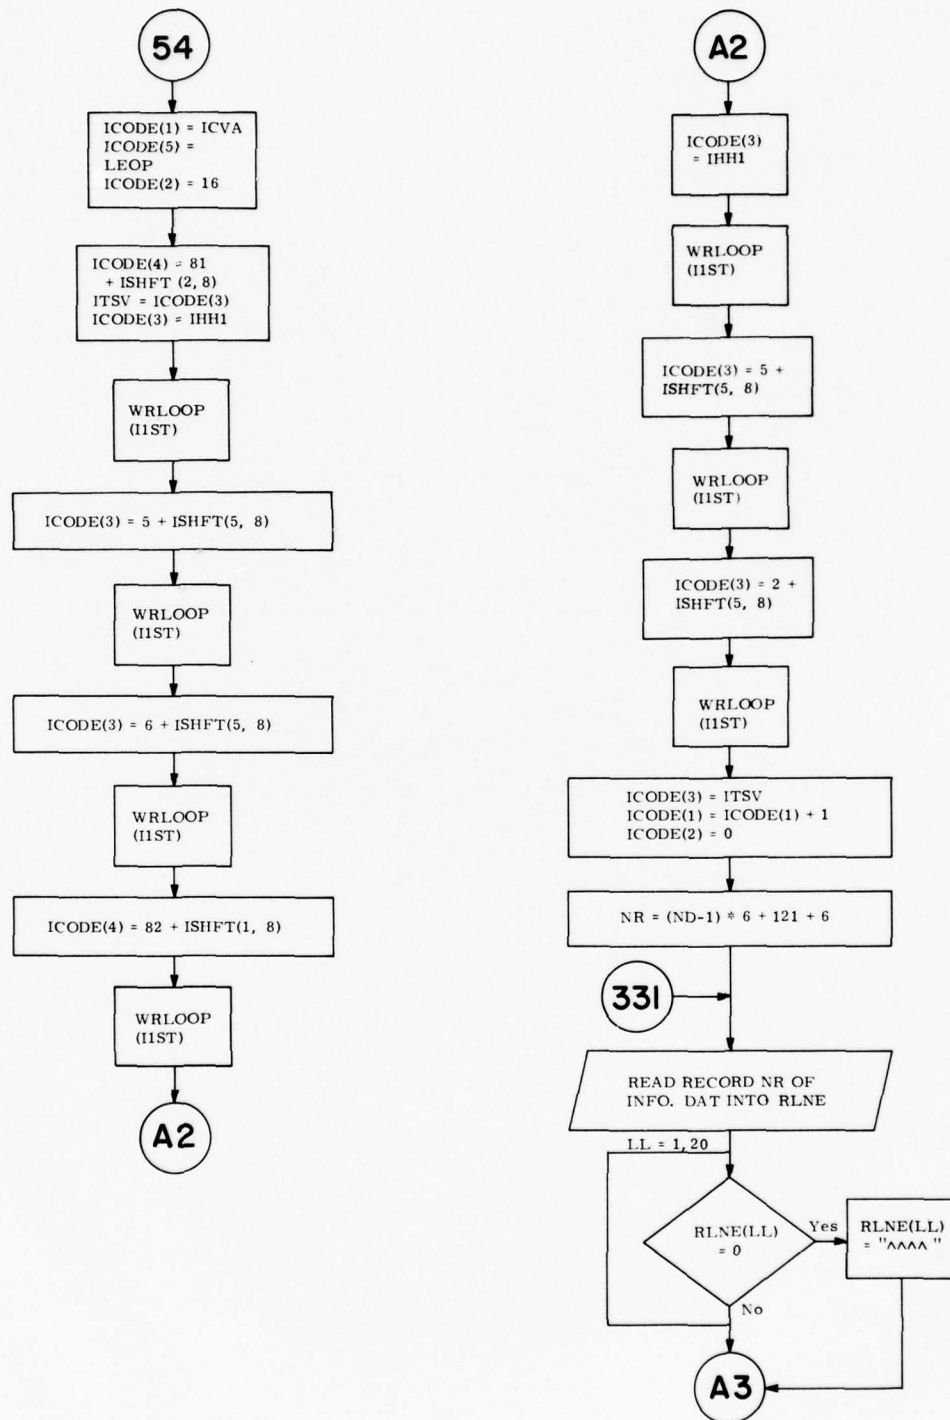 54
ICODE(1) = ICVA
ICODE(5) =
LEOP
ICODE(2) = 16
ICODE(4) = 81
+ ISHFT (2, 8)
ITSV = ICODE(3)
ICODE(3) = IHH1
WRLOOP
(I1ST)
ICODE(3) = 5 + ISHFT(5, 8)
WRLOOP
(I1ST)
ICODE(3) = 6 + ISHFT(5, 8)
WRLOOP
(I1ST)
ICODE(4) = 82 + ISHFT(1, 8)
WRLOOP
(I1ST)
A2
A2
ICODE(3)
= IHH1
WRLOOP
(I1ST)
ICODE(3) = 5 +
ISHFT(5, 8)
WRLOOP
(I1ST)
ICODE(3) = 2 +
ISHFT(5, 8)
WRLOOP
(I1ST)
ICODE(3) = ITSV
ICODE(1) = ICODE(1) + 1
ICODE(2) = 0
NR = (ND-1) * 6 + 121 + 6
331
READ RECORD NR OF
INFO. DAT INTO RLNE
LL = 1, 20
RLNE(LL)
= 0
Yes
RLNE(LL)
= "^^^^ "
No
A3